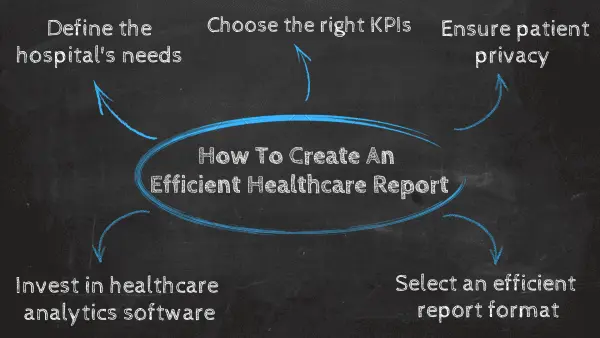 Define the
hospital's needs
Choose the right KPIs
Ensure patient
privacy
How To Create An
Efficient Healthcare Report
Invest in healthcare
analytics software
Select an efficient
report format